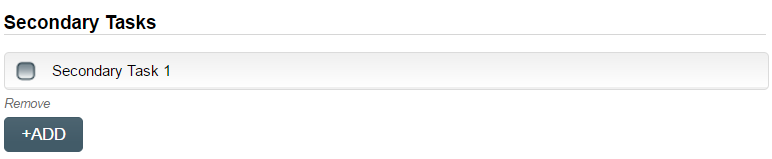 Secondary Tasks
Secondary Task 1
Remove
+ADD